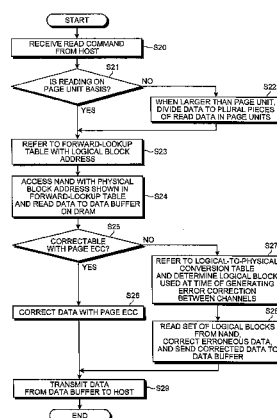 START
RECEIVE READ COMMAND
FROM HOST
S20
S21
IS READING ON
PAGE UNIT BASIS?
NO
YES
S22
WHEN LARGER THAN PAGE UNIT,
DIVIDE DATA TO PLURAL PIECES
OF READ DATA IN PAGE UNITS
REFER TO FORWARD-LOOKUP
TABLE WITH LOGICAL BLOCK
ADDRESS
S23
ACCESS NAND WITH PHYSICAL
BLOCK ADDRESS SHOWN IN
FORWARD-LOOKUP TABLE,
AND READ DATA TO DATA BUFFER
ON DRAM
S24
S25
CORRECTABLE
WITH PAGE ECC?
NO
YES
S27
REFER TO LOGICAL-TO-PHYSICAL
CONVERSION TABLE
AND DETERMINE LOGICAL BLOCK
USED AT TIME OF GENERATING
ERROR CORRECTION
BETWEEN CHANNELS
S26
CORRECT DATA WITH PAGE ECC
S28
READ SET OF LOGICAL BLOCKS
FROM NAND,
CORRECT ERRONEOUS DATA,
AND SEND CORRECTED DATA TO
DATA BUFFER
TRANSMIT DATA
FROM DATA BUFFER TO HOST
S29
END